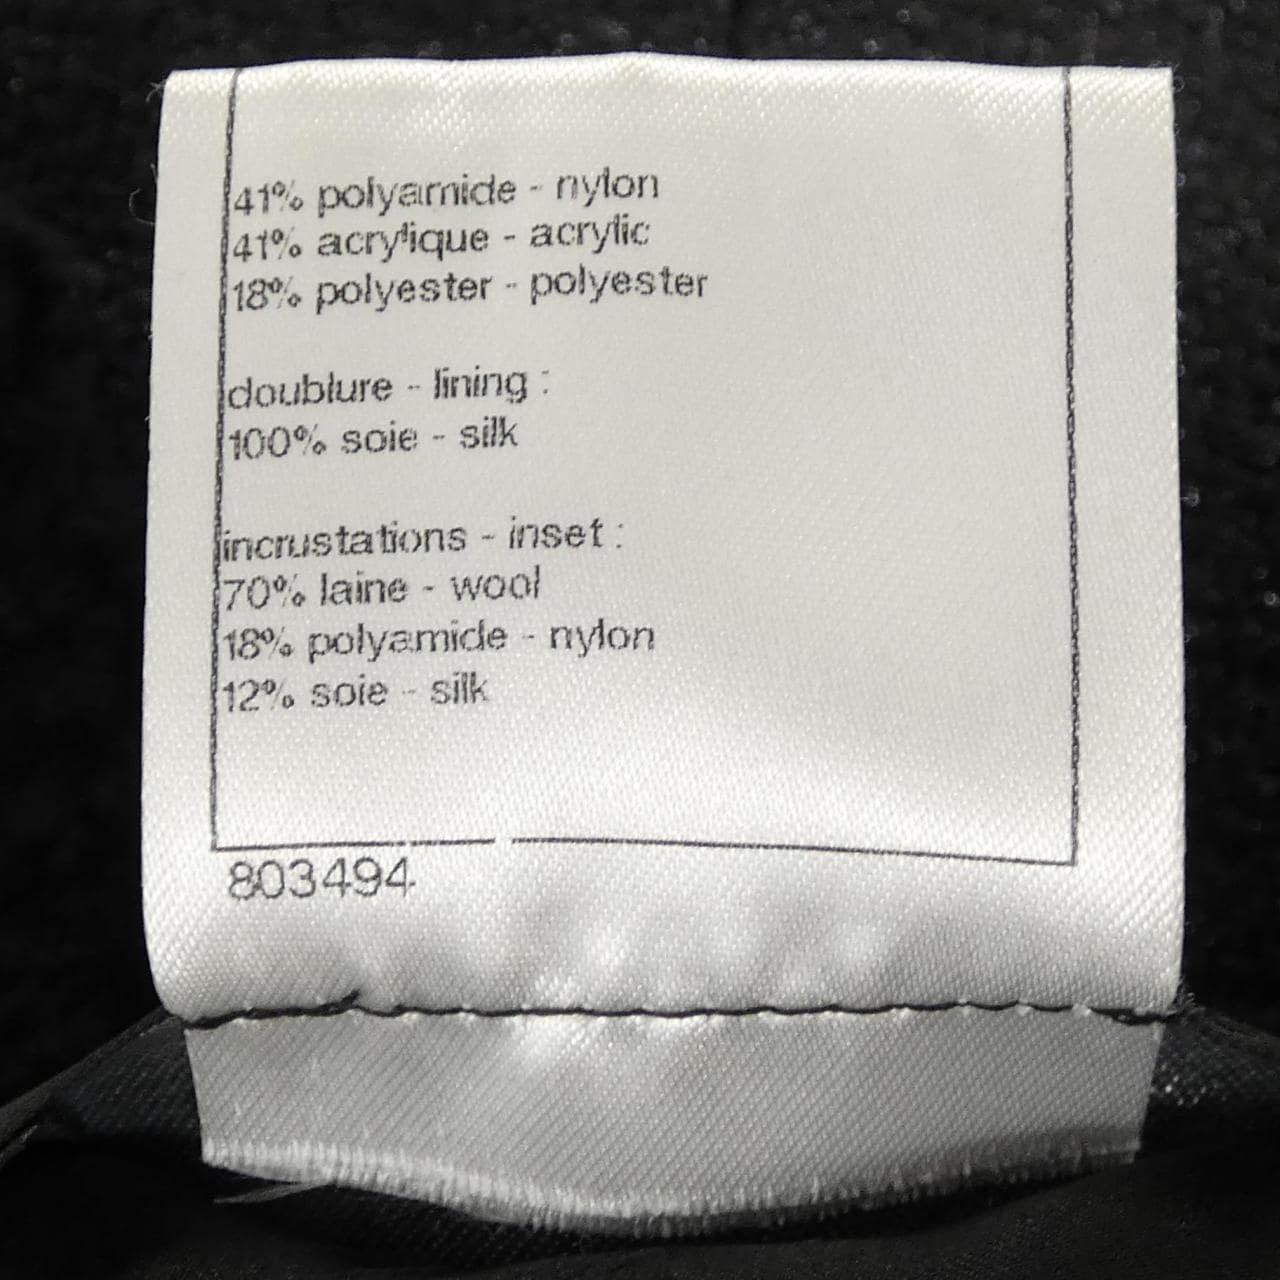 41% polyamide - nylon
41% acrylique - acrylic
18% polyester - polyester
doublure - lining :
100% soie - silk
incrustations - inset :
70% laine - wool
18% polyamide - nylon
12% soie - silk
803494